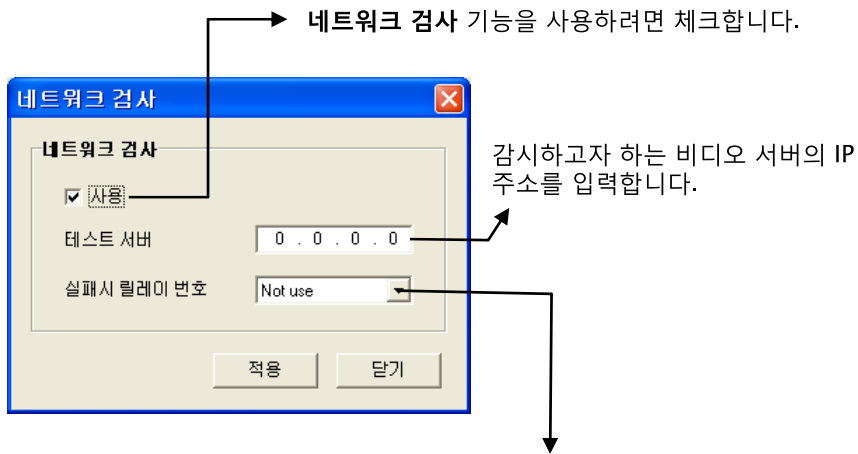 네트워크 검사 기능을 사용하려면 체크합니다.
네트워크 검사
네트워크 검사
사용
감시하고자 하는 비디오 서버의 IP
주소를 입력합니다.
테스트 서버
0 . 0 . 0 . 0
실패시 릴레이 번호
Not use
적용
닫기